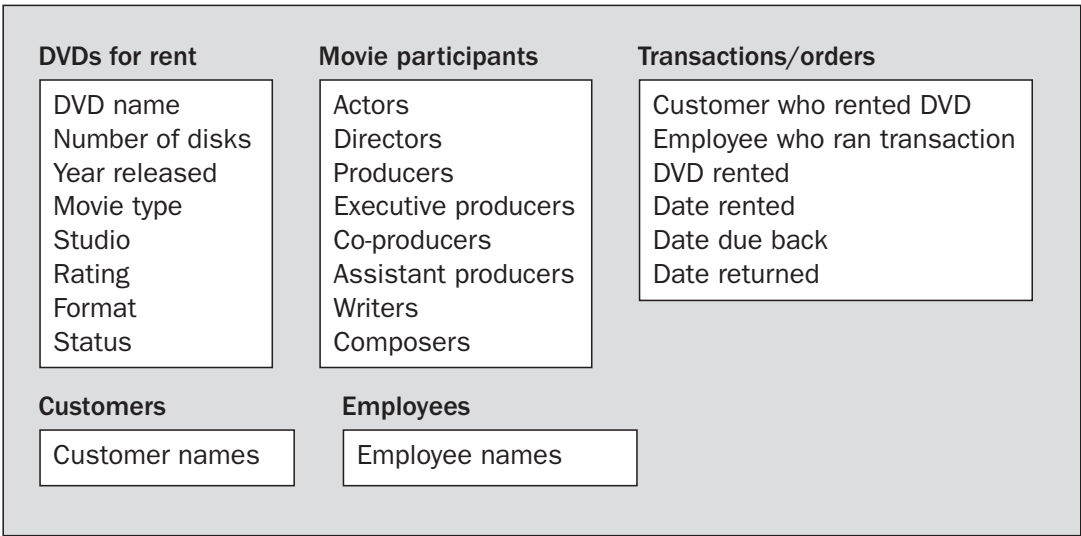 DVDs for rent
DVD name
Number of disks
Year released
Movie type
Studio
Rating
Format
Status
Movie participants
Actors
Directors
Producers
Executive producers
Co-producers
Assistant producers
Writers
Composers
Transactions/orders
Customer who rented DVD
Employee who ran transaction
DVD rented
Date rented
Date due back
Date returned
Customers
Customer names
Employees
Employee names